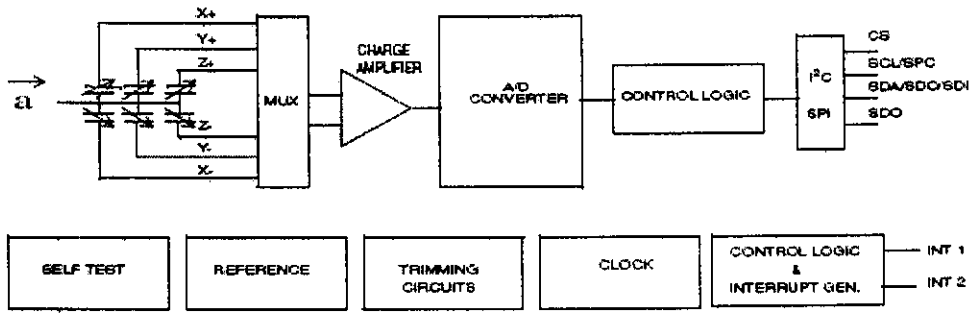 X+
Y+
Z+
a
Z-
Y-
X-
MUX
CHARGE
AMPLIFIER
A/D
CONVERTER
CONTROL LOGIC
I²C
SPI
CS
SCL/SPC
SDA/SDO/SDI
SDO
SELF TEST
REFERENCE
TRIMMING
CIRCUITS
CLOCK
CONTROL LOGIC
&
INTERRUPT GEN.
INT 1
INT 2